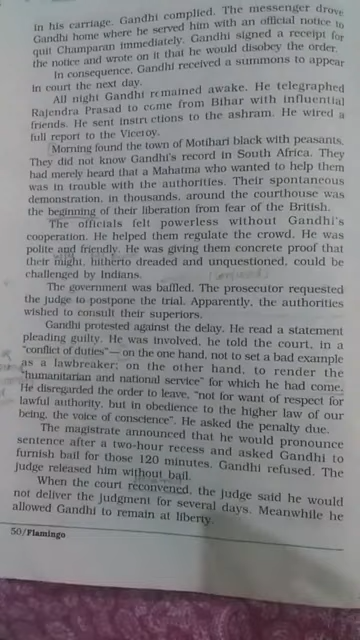 in his carriage. Gandhi complied. The messenger drove
Gandhi home where he served him with an official notice to
quit Champaran immediately. Gandhi signed a receipt for
the notice and wrote on it that he would disobey the order.
In consequence, Gandhi received a summons to appear
in court the next day.
All night Gandhi remained awake. He telegraphed
Rajendra Prasad to come from Bihar with influential
friends. He sent instructions to the ashram. He wired a
full report to the Viceroy.
Morning found the town of Motihari black with peasants.
They did not know Gandhi's record in South Africa. They
had merely heard that a Mahatma who wanted to help them
was in trouble with the authorities. Their spontaneous
demonstration, in thousands, around the courthouse was
the beginning of their liberation from fear of the British.
The officials felt powerless without Gandhi's
cooperation. He helped them regulate the crowd. He was
polite and friendly. He was giving them concrete proof that
their might, hitherto dreaded and unquestioned, could be
challenged by Indians.
The government was baffled. The prosecutor requested
the judge to postpone the trial. Apparently, the authorities
wished to consult their superiors.
Gandhi protested against the delay. He read a statement
pleading guilty. He was involved, he told the court, in a
“conflict of duties”— on the one hand, not to set a bad example
as a lawbreaker; on the other hand, to render the
“humanitarian and national service” for which he had come.
He disregarded the order to leave, “not for want of respect for
lawful authority, but in obedience to the higher law of our
being, the voice of conscience”. He asked the penalty due.
The magistrate announced that he would pronounce
sentence after a two-hour recess and asked Gandhi to
furnish bail for those 120 minutes. Gandhi refused. The
judge released him without bail.
When the court reconvened, the judge said he would
not deliver the judgment for several days. Meanwhile he
allowed Gandhi to remain at liberty.
50/Flamingo